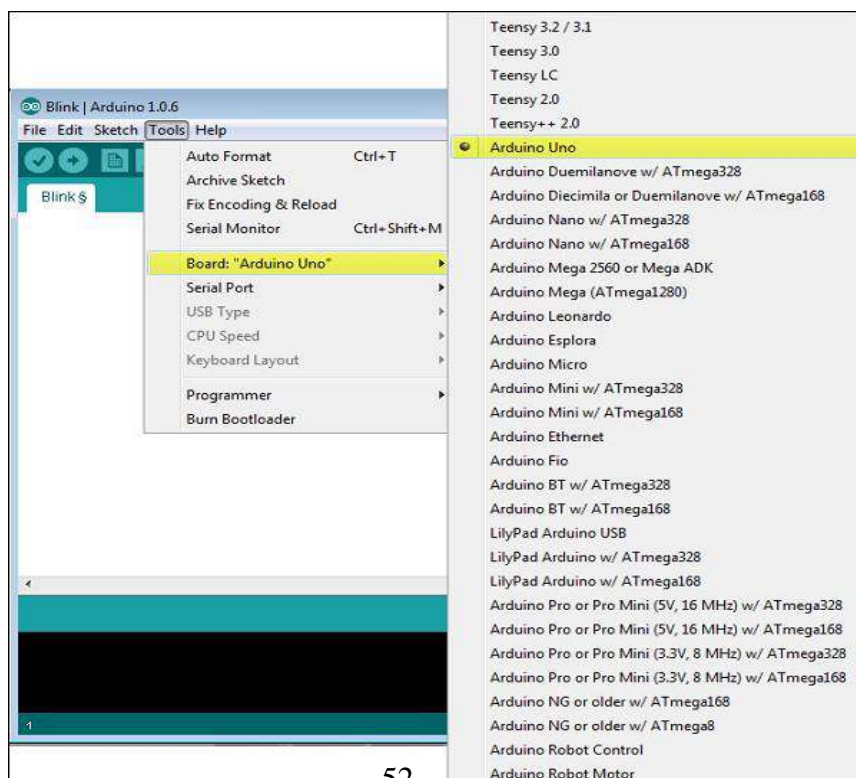 Blink | Arduino 1.0.6
File Edit Sketch Tools Help
Blink §
Auto Format Ctrl+T
Archive Sketch
Fix Encoding & Reload
Serial Monitor Ctrl+Shift+M
Board: "Arduino Uno"
Serial Port
USB Type
CPU Speed
Keyboard Layout
Programmer
Burn Bootloader
1
52
Teensy 3.2 / 3.1
Teensy 3.0
Teensy LC
Teensy 2.0
Teensy++ 2.0
Arduino Uno
Arduino Duemilanove w/ ATmega328
Arduino Diecimila or Duemilanove w/ ATmega168
Arduino Nano w/ ATmega328
Arduino Nano w/ ATmega168
Arduino Mega 2560 or Mega ADK
Arduino Mega (ATmega1280)
Arduino Leonardo
Arduino Esplora
Arduino Micro
Arduino Mini w/ ATmega328
Arduino Mini w/ ATmega168
Arduino Ethernet
Arduino Fio
Arduino BT w/ ATmega328
Arduino BT w/ ATmega168
LilyPad Arduino USB
LilyPad Arduino w/ ATmega328
LilyPad Arduino w/ ATmega168
Arduino Pro or Pro Mini (5V, 16 MHz) w/ ATmega328
Arduino Pro or Pro Mini (5V, 16 MHz) w/ ATmega168
Arduino Pro or Pro Mini (3.3V, 8 MHz) w/ ATmega328
Arduino Pro or Pro Mini (3.3V, 8 MHz) w/ ATmega168
Arduino NG or older w/ ATmega168
Arduino NG or older w/ ATmega8
Arduino Robot Control
Arduino Robot Motor